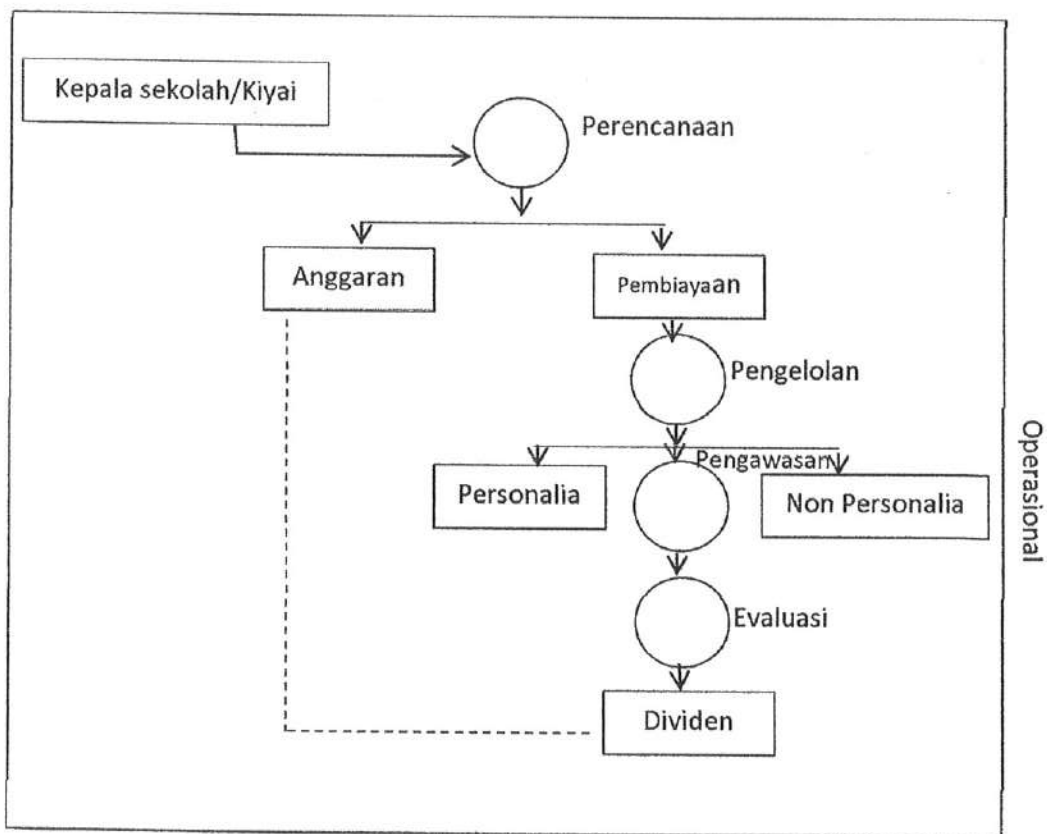 Kepala sekolah/Kiyai
Perencanaan
Anggaran
Pembiayaan
Pengelolan
Pengawasan
Personalia
Non Personalia
Operasional
Evaluasi
Dividen